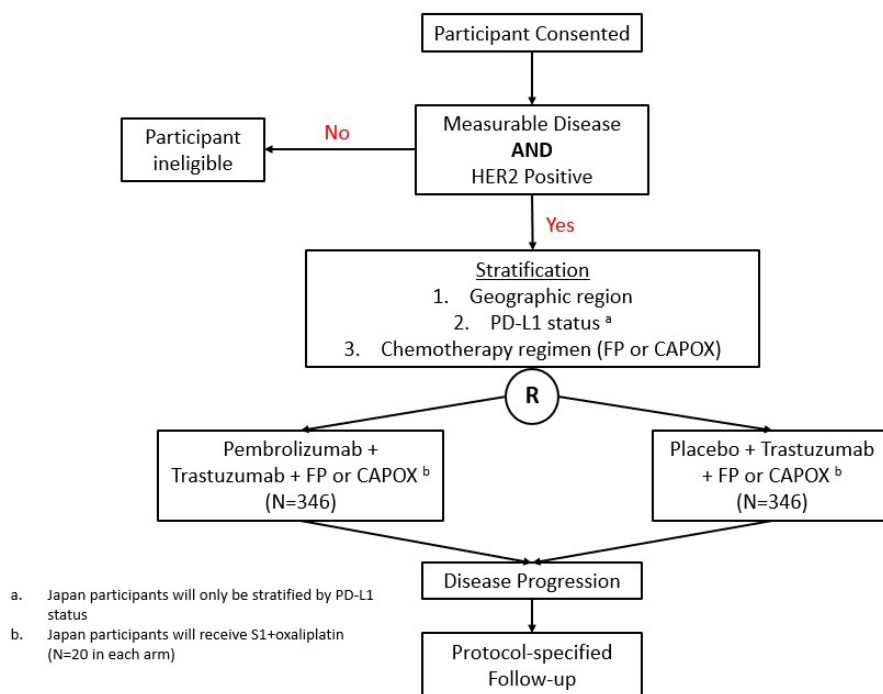 Participant Consented
Measurable Disease
AND
HER2 Positive
No
Participant
ineligible
Yes
Stratification
1. Geographic region
2. PD-L1 status a
3. Chemotherapy regimen (FP or CAPOX)
R
Pembrolizumab +
Trastuzumab + FP or CAPOX b
(N=346)
Placebo + Trastuzumab
+ FP or CAPOX b
(N=346)
Disease Progression
Protocol-specified
Follow-up
a. Japan participants will only be stratified by PD-L1
status
b. Japan participants will receive S1+oxaliplatin
(N=20 in each arm)